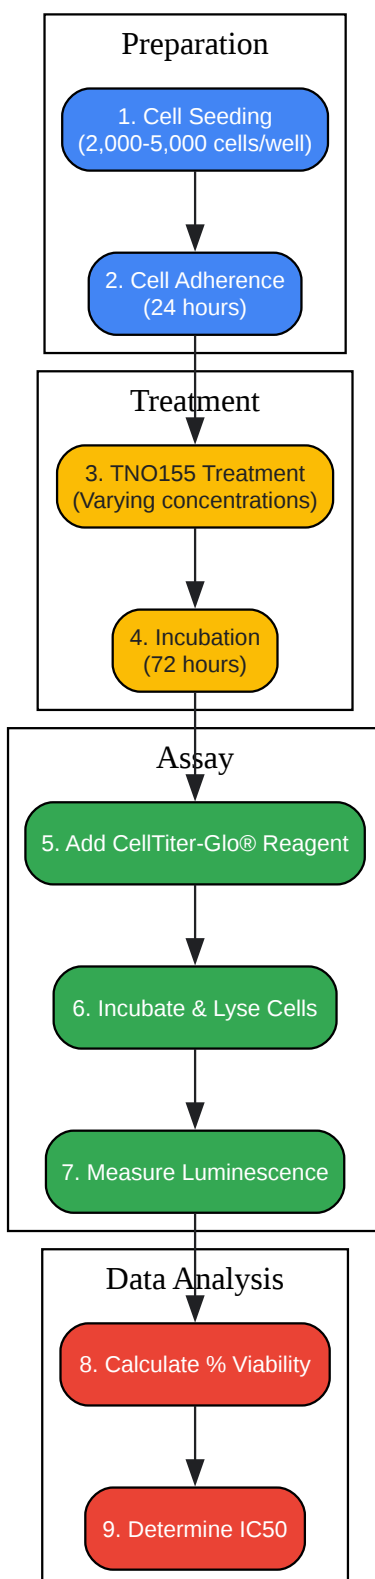 Preparation
1. Cell Seeding
(2,000-5,000 cells/well)
2. Cell Adherence
(24 hours)
Treatment
3. TNO155 Treatment
(Varying concentrations)
4. Incubation
(72 hours)
Assay
5. Add CellTiter-Glo® Reagent
6. Incubate & Lyse Cells
7. Measure Luminescence
Data Analysis
8. Calculate % Viability
9. Determine IC50